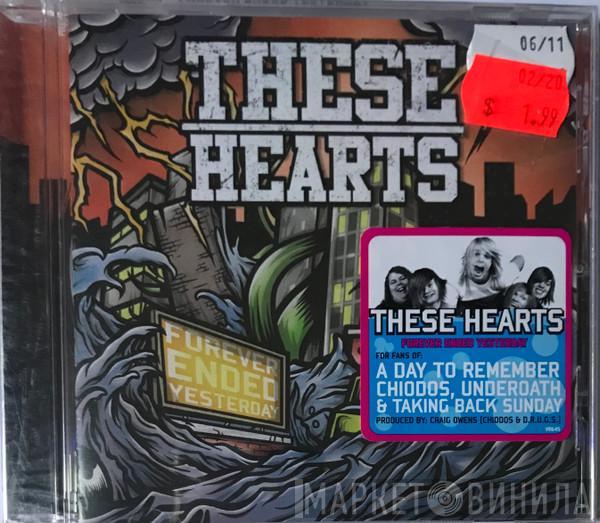 THESE
HEARTS
06/11
02/20
$ 1.99
FOREVER
ENDED
YESTERDAY
THESE HEARTS
FOREVER ENDED YESTERDAY
FOR FANS OF:
A DAY TO REMEMBER
CHIODOS, UNDEROATH
& TAKING BACK SUNDAY
PRODUCED BY: CRAIG OWENS (CHIODOS & D.R.U.G.S.)
VR645
МАРКЕТ ВИНИЛА